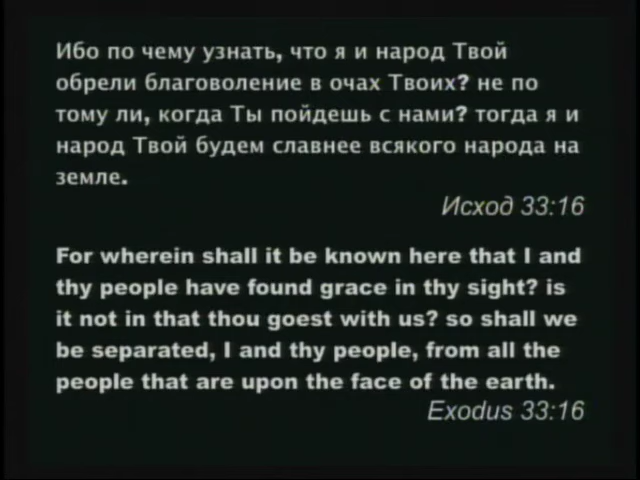 Ибо по чему узнать, что я и народ Твой
обрели благоволение в очах Твоих? не по
тому ли, когда Ты пойдешь с нами? тогда я и
народ Твой будем славнее всякого народа на
земле.
Исход 33:16
For wherein shall it be known here that I and
thy people have found grace in thy sight? is
it not in that thou goest with us? so shall we
be separated, I and thy people, from all the
people that are upon the face of the earth.
Exodus 33:16